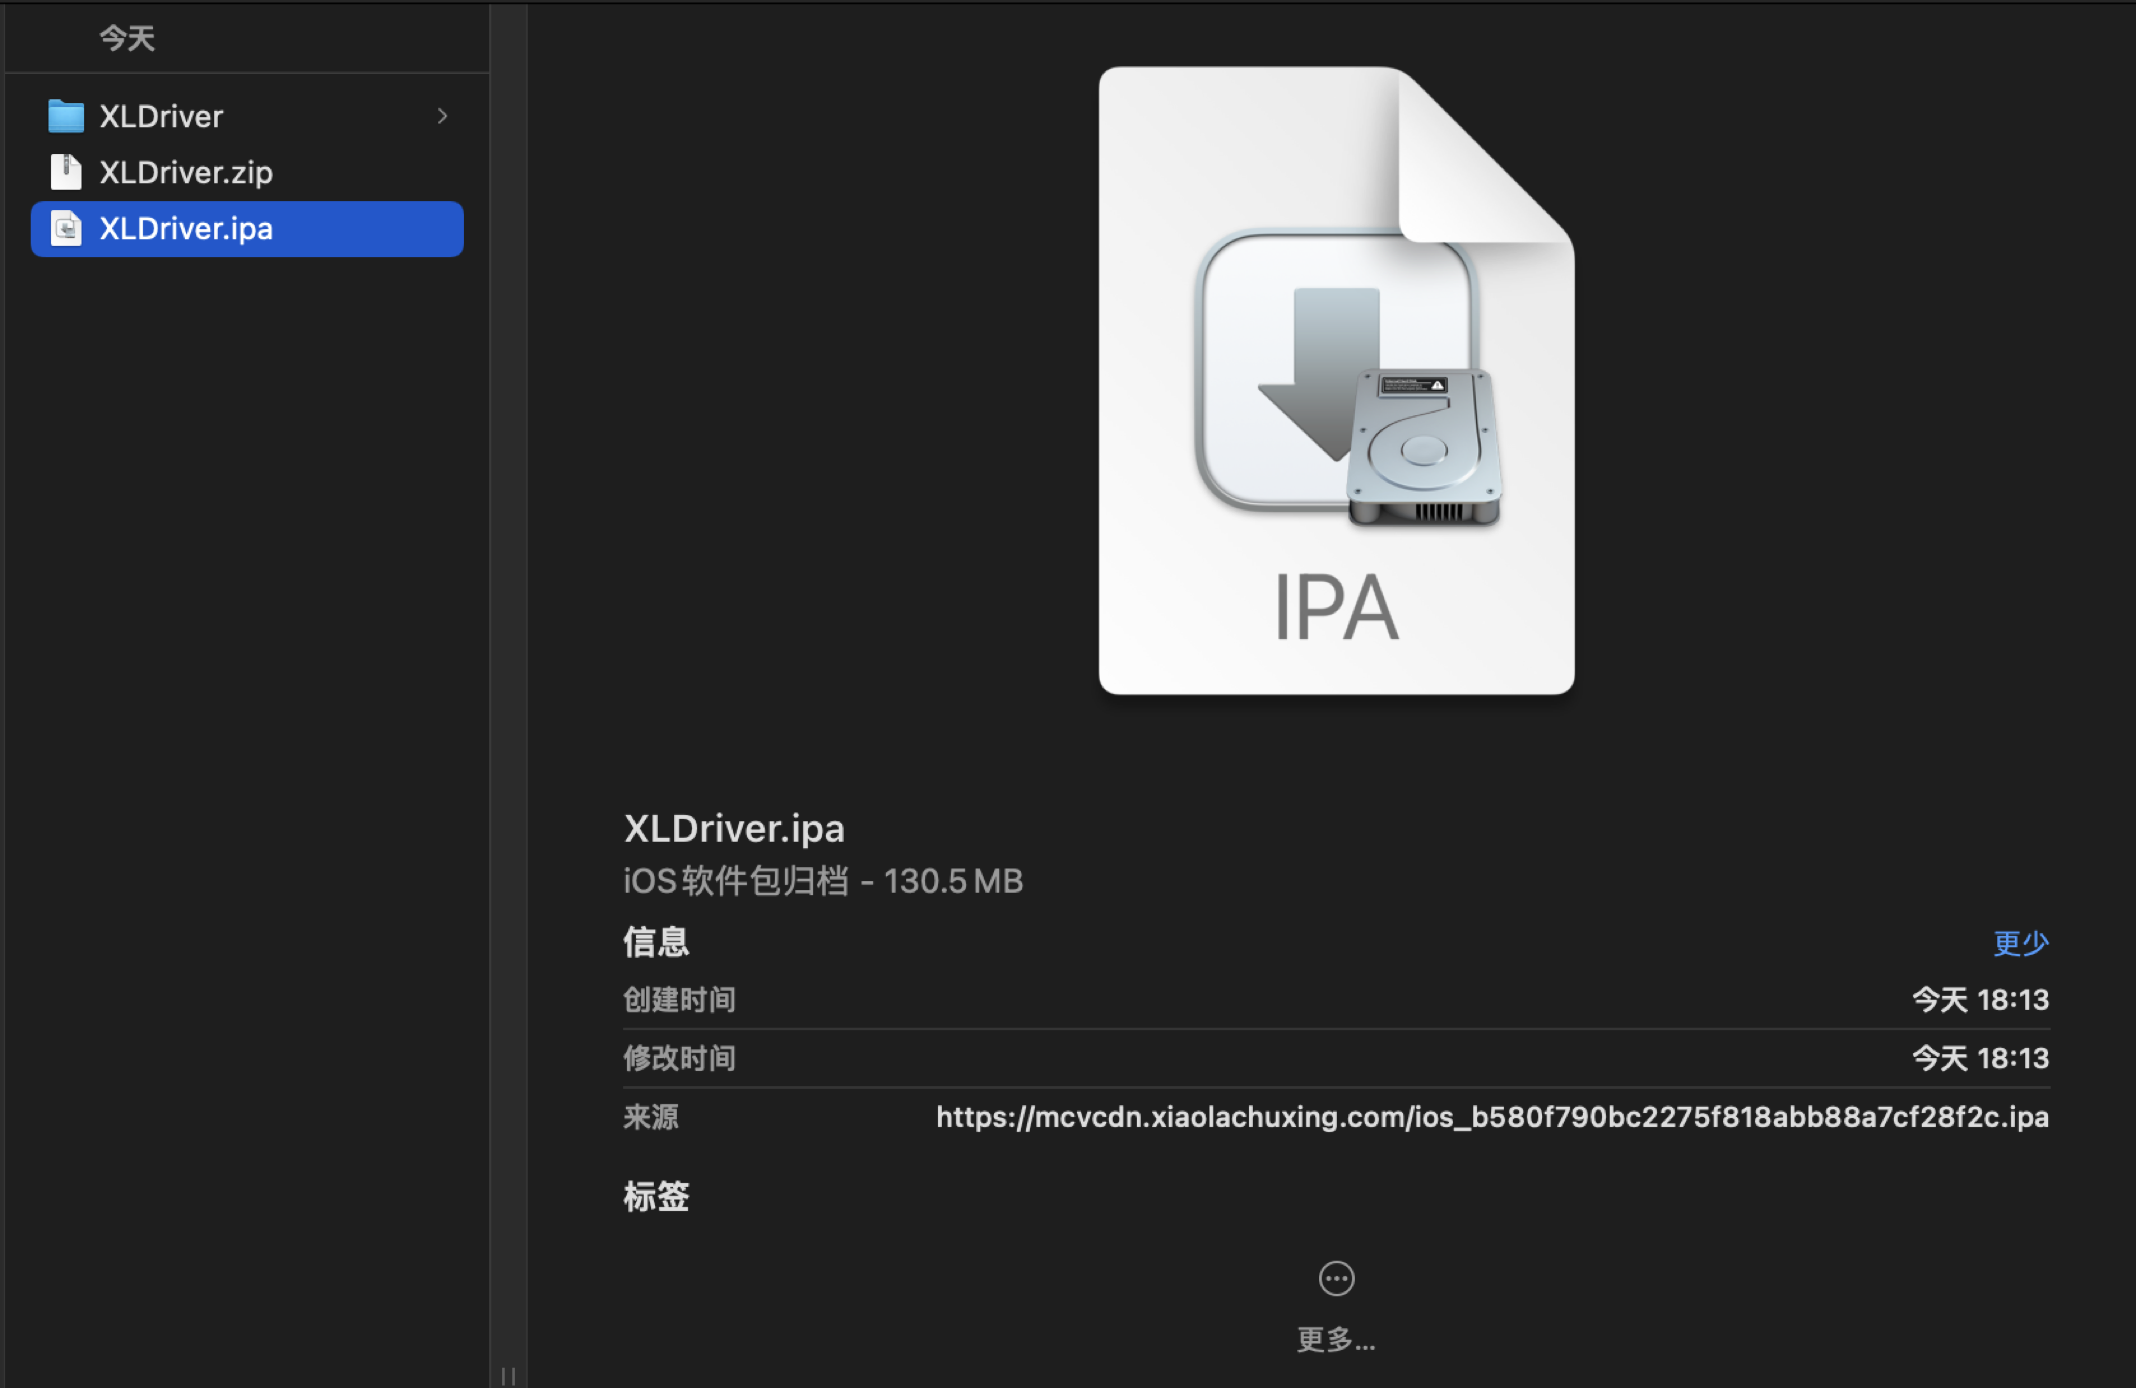 今天
XLDriver
XLDriver.zip
XLDriver.ipa
IPA
XLDriver.ipa
iOS软件包归档 - 130.5 MB
信息
更少
创建时间
今天 18:13
修改时间
今天 18:13
来源
https://mcvcdn.xiaolachuxing.com/ios_b580f790bc2275f818abb88a7cf28f2c.ipa
标签
更多...